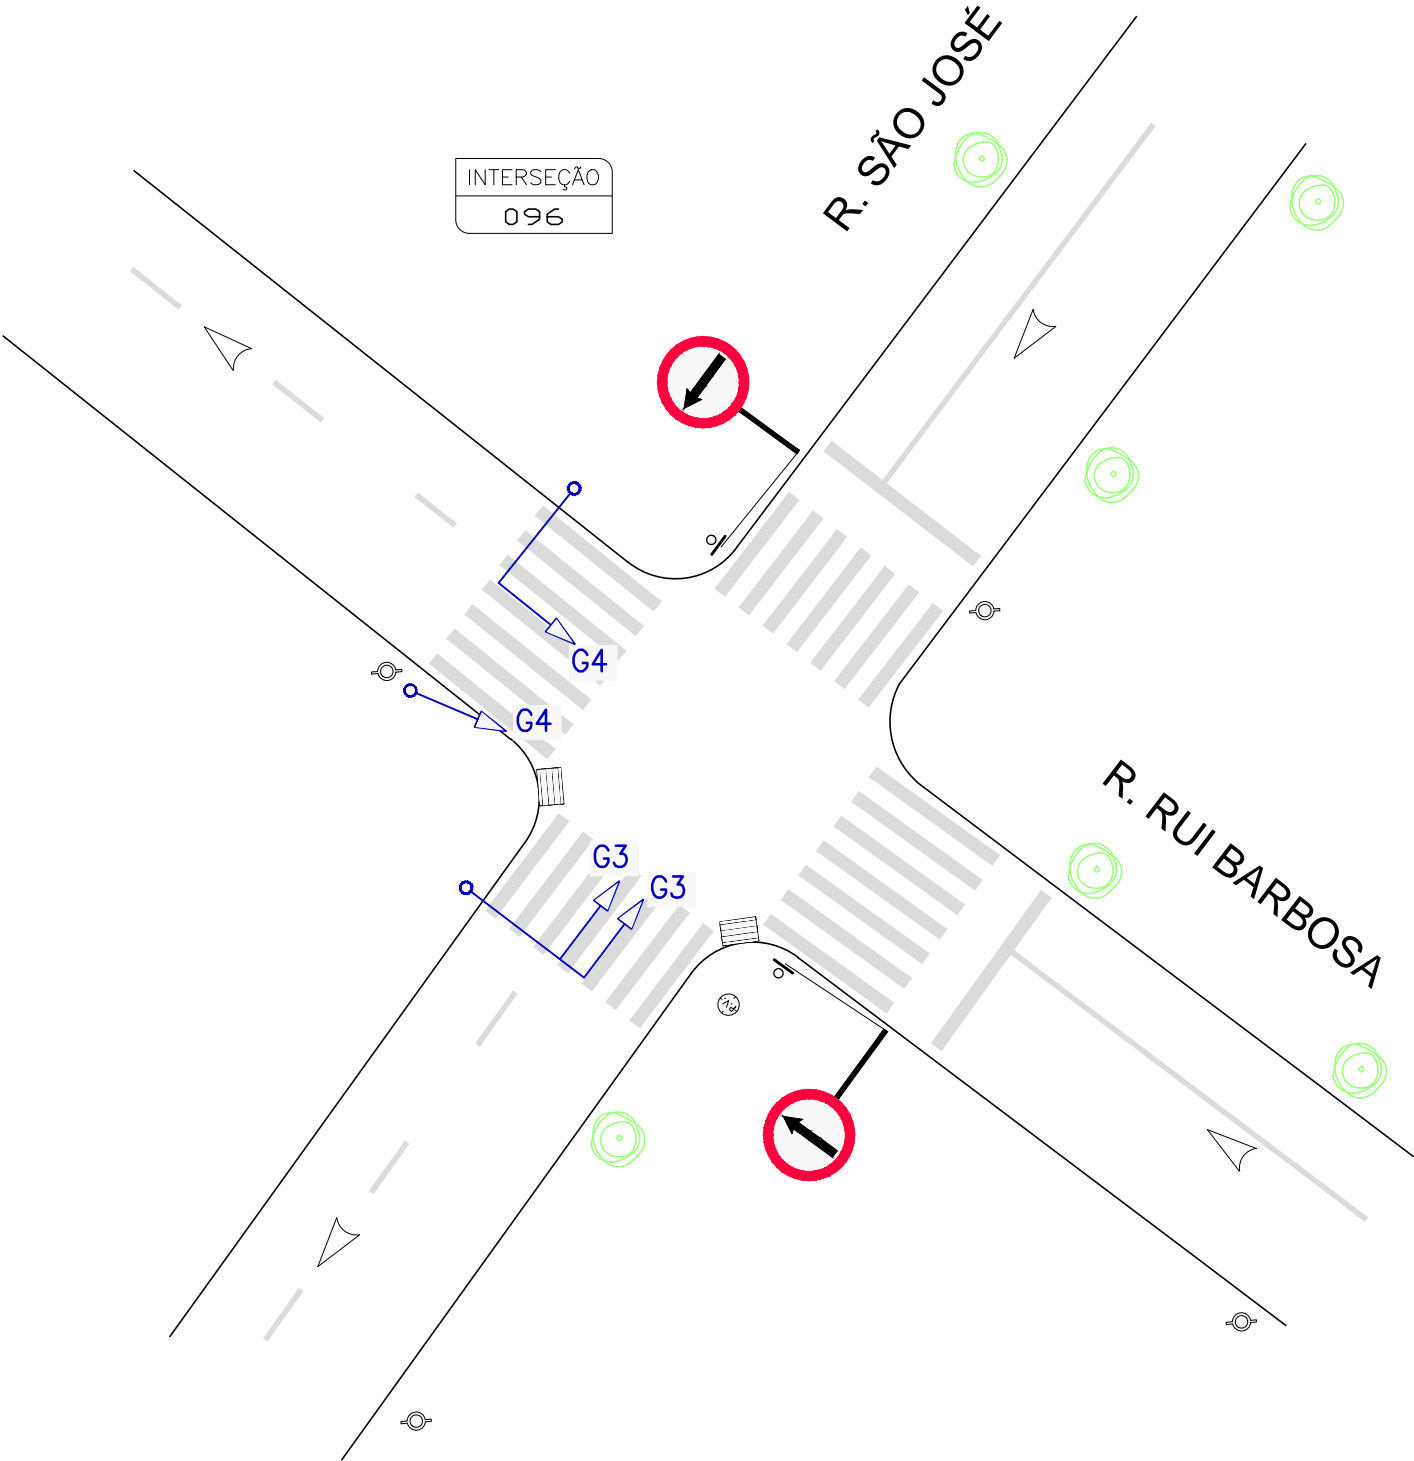 R. SÃO JOSÉ
INTERSEÇÃO
096
G4
G4
R. RUI BARBOSA
G3
G3
P.V.